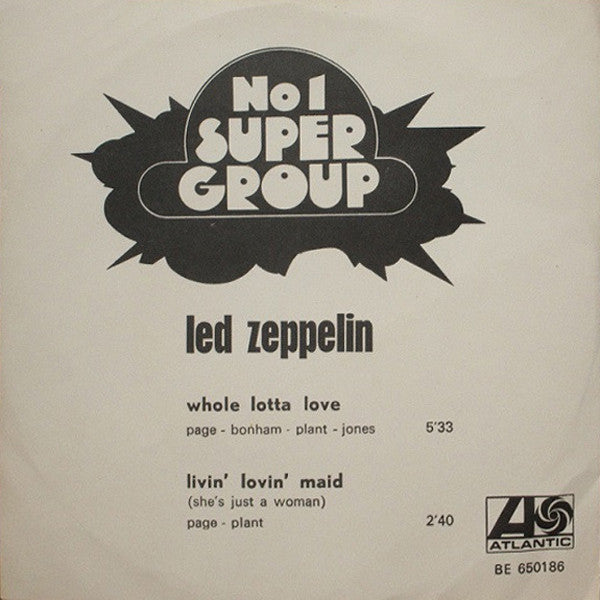 No 1
SUPER
GROUP
led zeppelin
whole lotta love
page - bonham - plant - jones 5'33
livin' lovin' maid
(she's just a woman)
page - plant 2'40
ATLANTIC
BE 650186